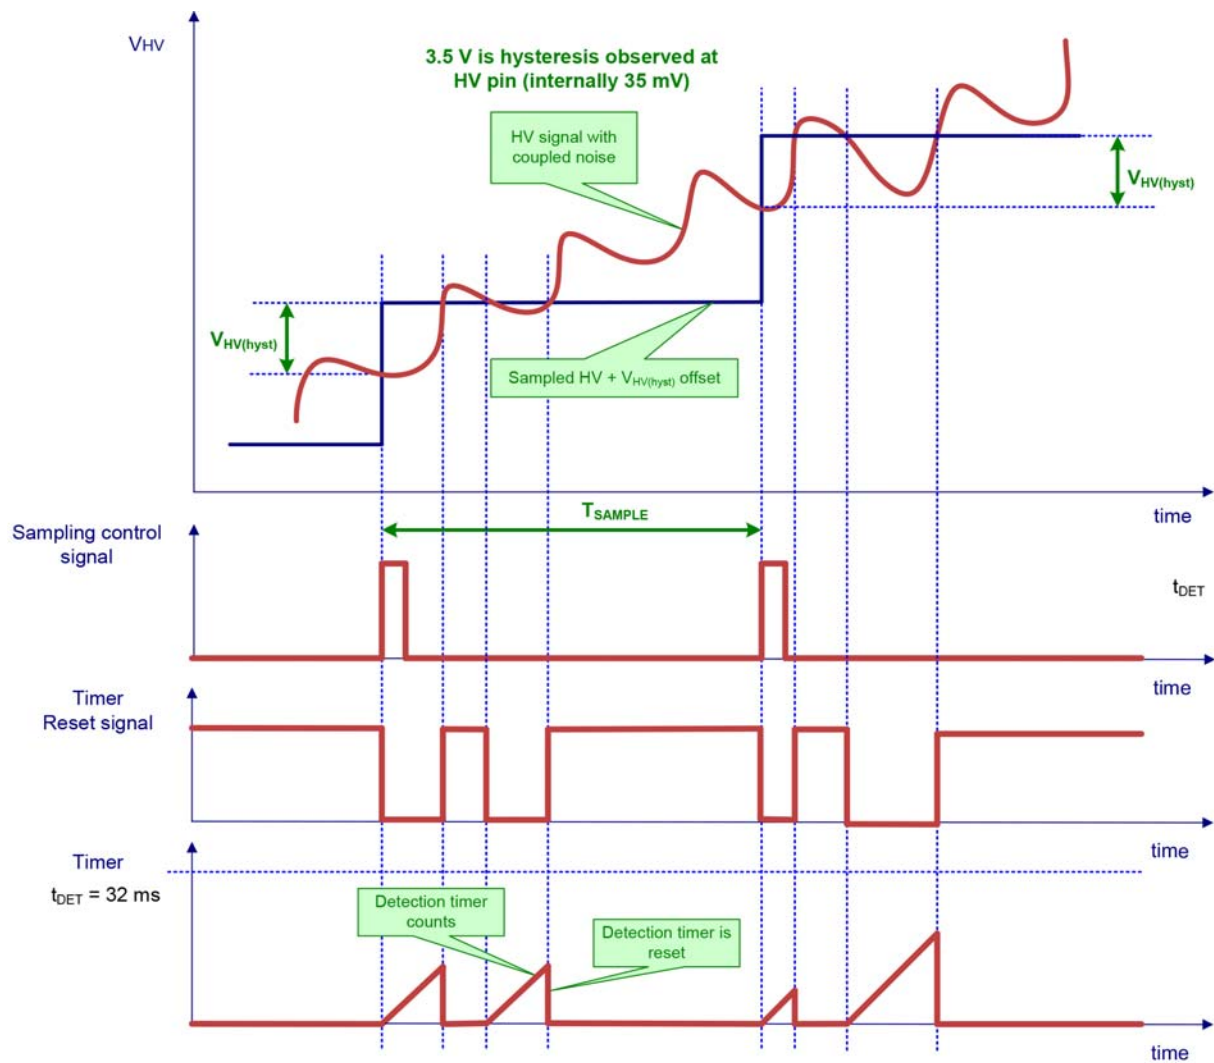 VHV
3.5 V is hysteresis observed at
HV pin (internally 35 mV)
HV signal with
coupled noise
VHV(hyst)
VHV(hyst)
Sampled HV + VHV(hyst) offset
time
Sampling control
signal
TSAMPLE
tDET
time
Timer
Reset signal
time
Timer
tDET = 32 ms
Detection timer
counts
Detection timer is
reset
time